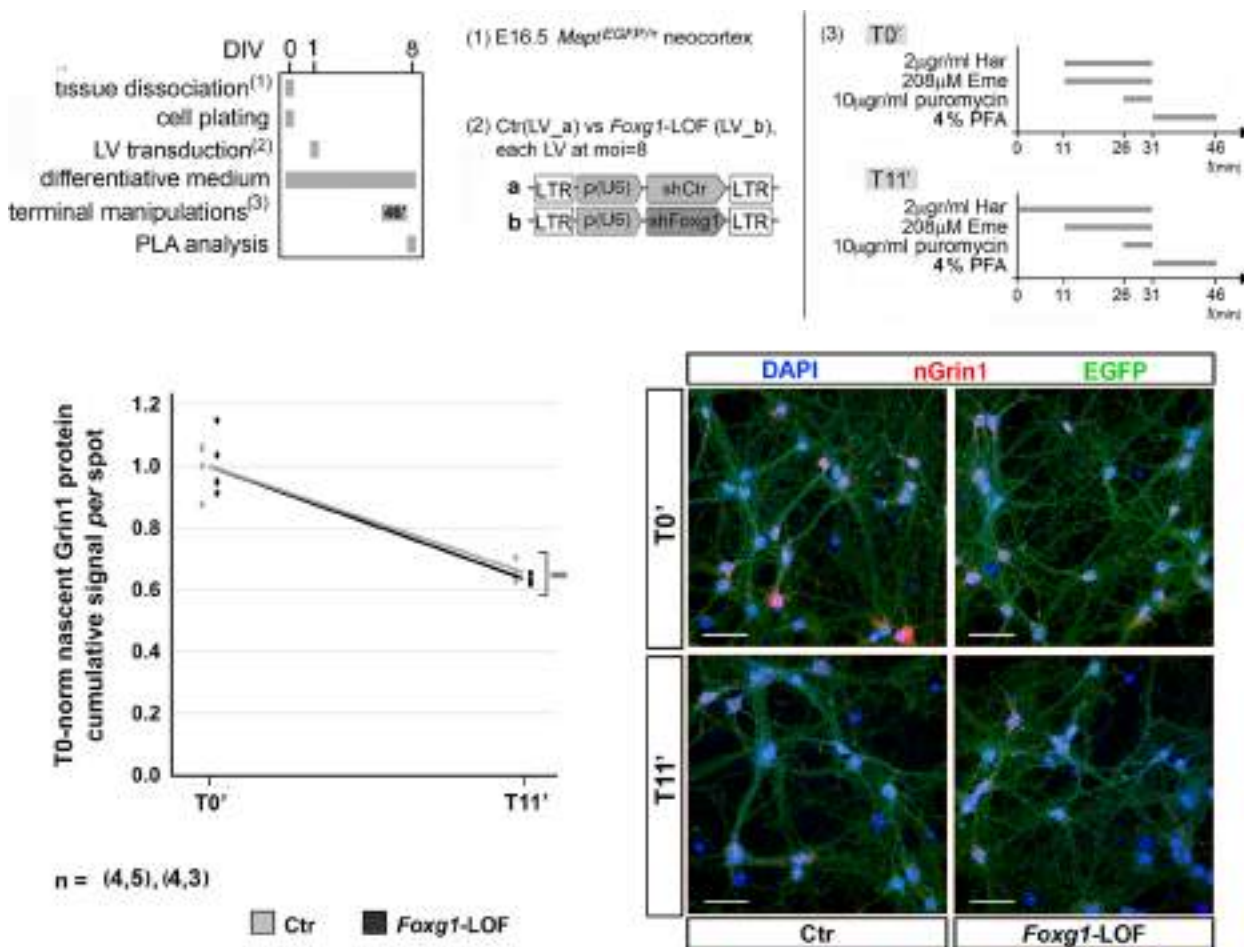 DIV
0 1 8
tissue dissociation(1)
cell plating
LV transduction(2)
differentiative medium
terminal manipulations(3)
PLA analysis
(1) E16.5 MaptEGFP/+ neocortex
(2) Ctr(LV_a) vs Foxg1-LOF (LV_b),
each LV at moi=8
a LTR p(U6) shCtr LTR
b LTR p(U6) shFoxg1 LTR
(3) T0'
2µgr/ml Har
208µM Eme
10µgr/ml puromycin
4% PFA
0 11 26 31 46
t(min)
T11'
2µgr/ml Har
208µM Eme
10µgr/ml puromycin
4% PFA
0 11 26 31 46
t(min)
T0-norm nascent Grin1 protein
cumulative signal per spot
1.2
1.0
0.8
0.6
0.4
0.2
0.0
T0' T11'
n = (4,5), (4,3)
Ctr Foxg1-LOF
DAPI nGrin1 EGFP
T0'
T11'
Ctr Foxg1-LOF